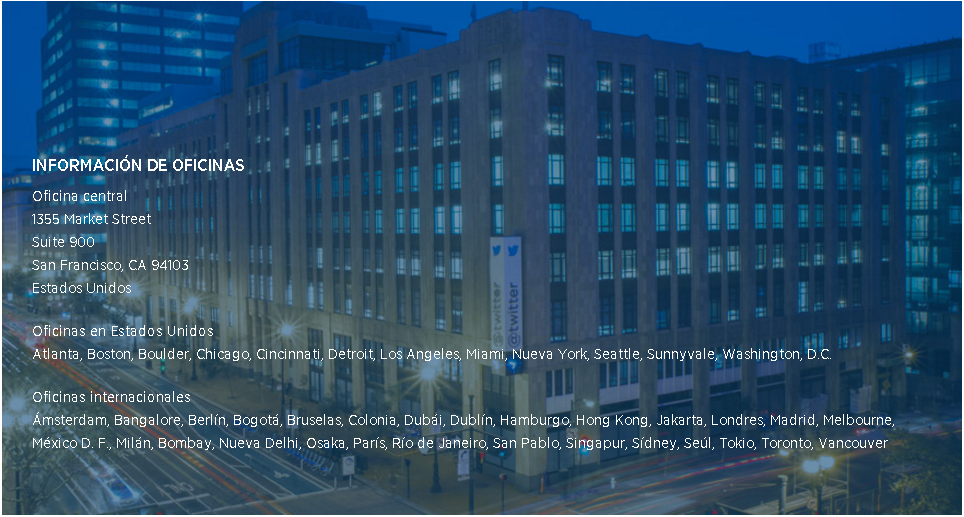 INFORMACIÓN DE OFICINAS
Oficina central
1355 Market Street
Suite 900
San Francisco, CA 94103
Estados Unidos
@twitter
@twitter
Oficinas en Estados Unidos
Atlanta, Boston, Boulder, Chicago, Cincinnati, Detroit, Los Angeles, Miami, Nueva York, Seattle, Sunnyvale, Washington, D.C.
Oficinas internacionales
Ámsterdam, Bangalore, Berlín, Bogotá, Bruselas, Colonia, Dubái, Dublín, Hamburgo, Hong Kong, Jakarta, Londres, Madrid, Melbourne,
México D. F., Milán, Bombay, Nueva Delhi, Osaka, París, Río de Janeiro, San Pablo, Singapur, Sídney, Seúl, Tokio, Toronto, Vancouver